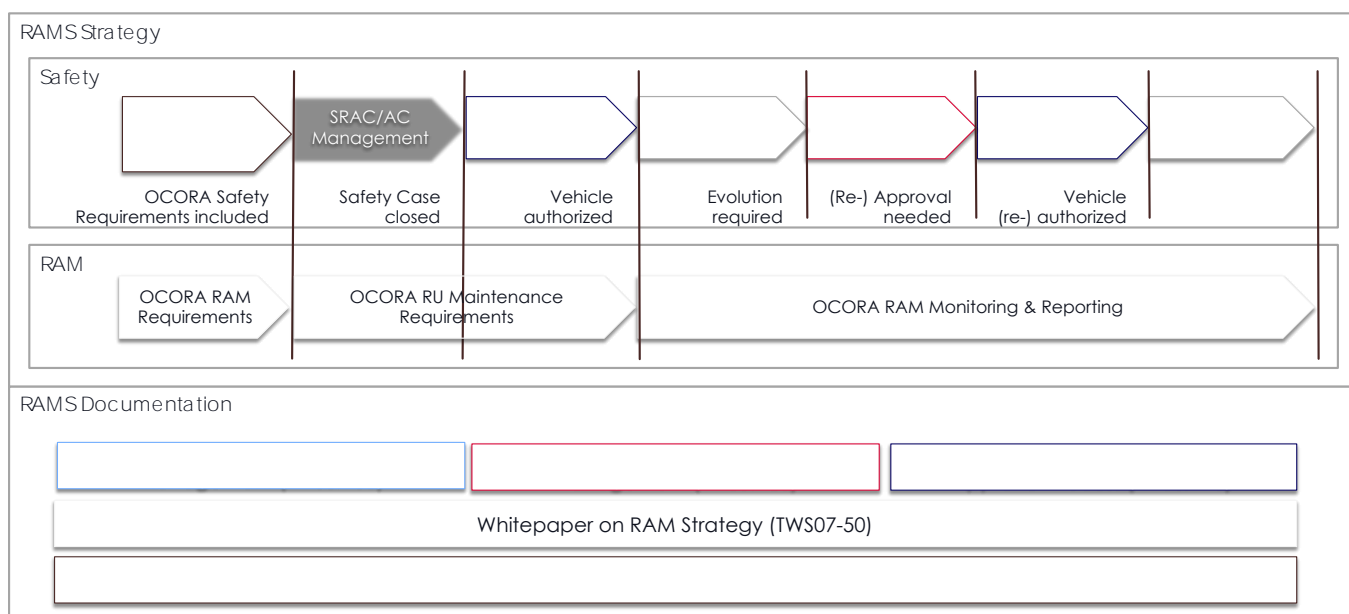 RAMS Strategy
Safety
SRAC/AC
Management
OCORA Safety
Requirements included
Safety Case
closed
Vehicle
authorized
Evolution
required
(Re-) Approval
needed
Vehicle
(re-) authorized
RAM
OCORA RAM
Requirements
OCORA RU Maintenance
Requirements
OCORA RAM Monitoring & Reporting
RAMS Documentation
Whitepaper on RAM Strategy (TWS07-50)